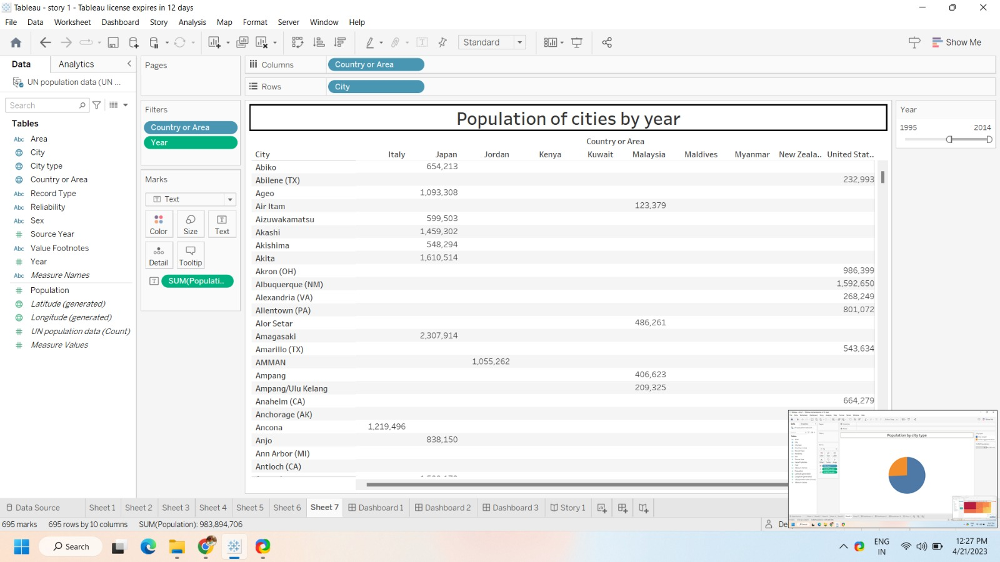 Tableau - story 1 - Tableau license expires in 12 days
File Data Worksheet Dashboard Story Analysis Map Format Server Window Help
Standard
Show Me
Data Analytics
UN population data (UN ...
Search
Tables
Abc Area
City
City type
Country or Area
Abc Record Type
Abc Reliability
Abc Sex
# Source Year
Abc Value Footnotes
# Year
Abc Measure Names
# Population
Latitude (generated)
Longitude (generated)
# UN population data (Count)
# Measure Values
Pages
Filters
Country or Area
Year
Marks
T Text
Color Size Text
Detail Tooltip
SUM(Populati..
Columns Country or Area
Rows City
Population of cities by year
Country or Area
City Italy Japan Jordan Kenya Kuwait Malaysia Maldives Myanmar New Zeala.. United Stat..
Abiko 654,213
Abilene (TX) 232,993
Ageo 1,093,308
Air Itam 123,379
Aizuwakamatsu 599,503
Akashi 1,459,302
Akishima 548,294
Akita 1,610,514
Akron (OH) 986,399
Albuquerque (NM) 1,592,650
Alexandria (VA) 268,249
Allentown (PA) 801,072
Alor Setar 486,261
Amagasaki 2,307,914
Amarillo (TX) 543,634
AMMAN 1,055,262
Ampang 406,623
Ampang/Ulu Kelang 209,325
Anaheim (CA) 664,279
Anchorage (AK)
Ancona 1,219,496
Anjo 838,150
Ann Arbor (MI)
Antioch (CA)
Year
1995 2014
Population by city type
Data Source Sheet 1 Sheet 2 Sheet 3 Sheet 4 Sheet 5 Sheet 6 Sheet 7 Dashboard 1 Dashboard 2 Dashboard 3 Story 1
695 marks 695 rows by 10 columns SUM(Population): 983,894,706
Search
ENG
IN
12:27 PM
4/21/2023